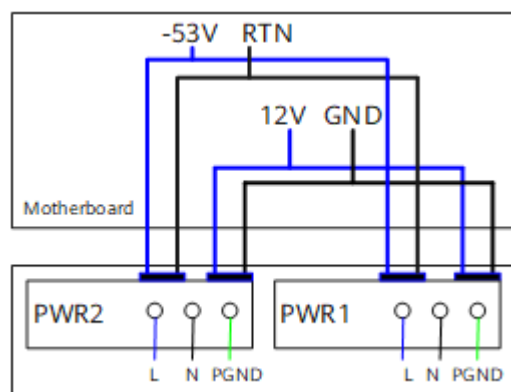 -53V RTN
12V GND
Motherboard
PWR2 PWR1
L N PGND L N PGND